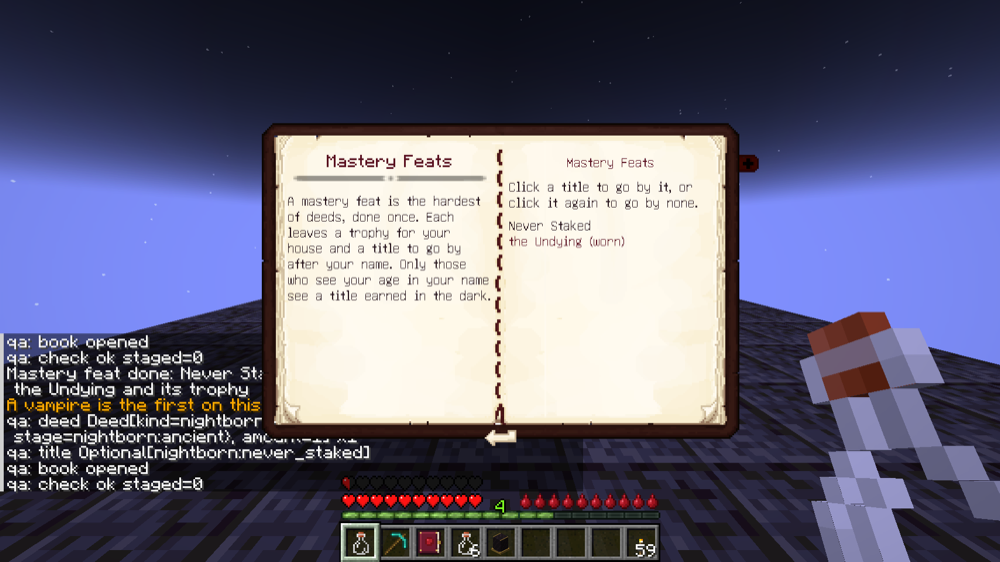 Mastery Feats
A mastery feat is the hardest
of deeds, done once. Each
leaves a trophy for your
house and a title to go by
after your name. Only those
who see your age in your name
see a title earned in the dark.
Mastery Feats
Click a title to go by it, or
click it again to go by none.
Never Staked
the Undying (worn)
qa: book opened
qa: check ok staged=0
Mastery feat done: Never Sta
the Undying and its trophy
A vampire is the first on this
qa: deed Deed[kind=nightborn
stage=nightborn:ancient}, amount=1] x1
qa: title Optional[nightborn:never_staked]
qa: book opened
qa: check ok staged=0
4
6
59